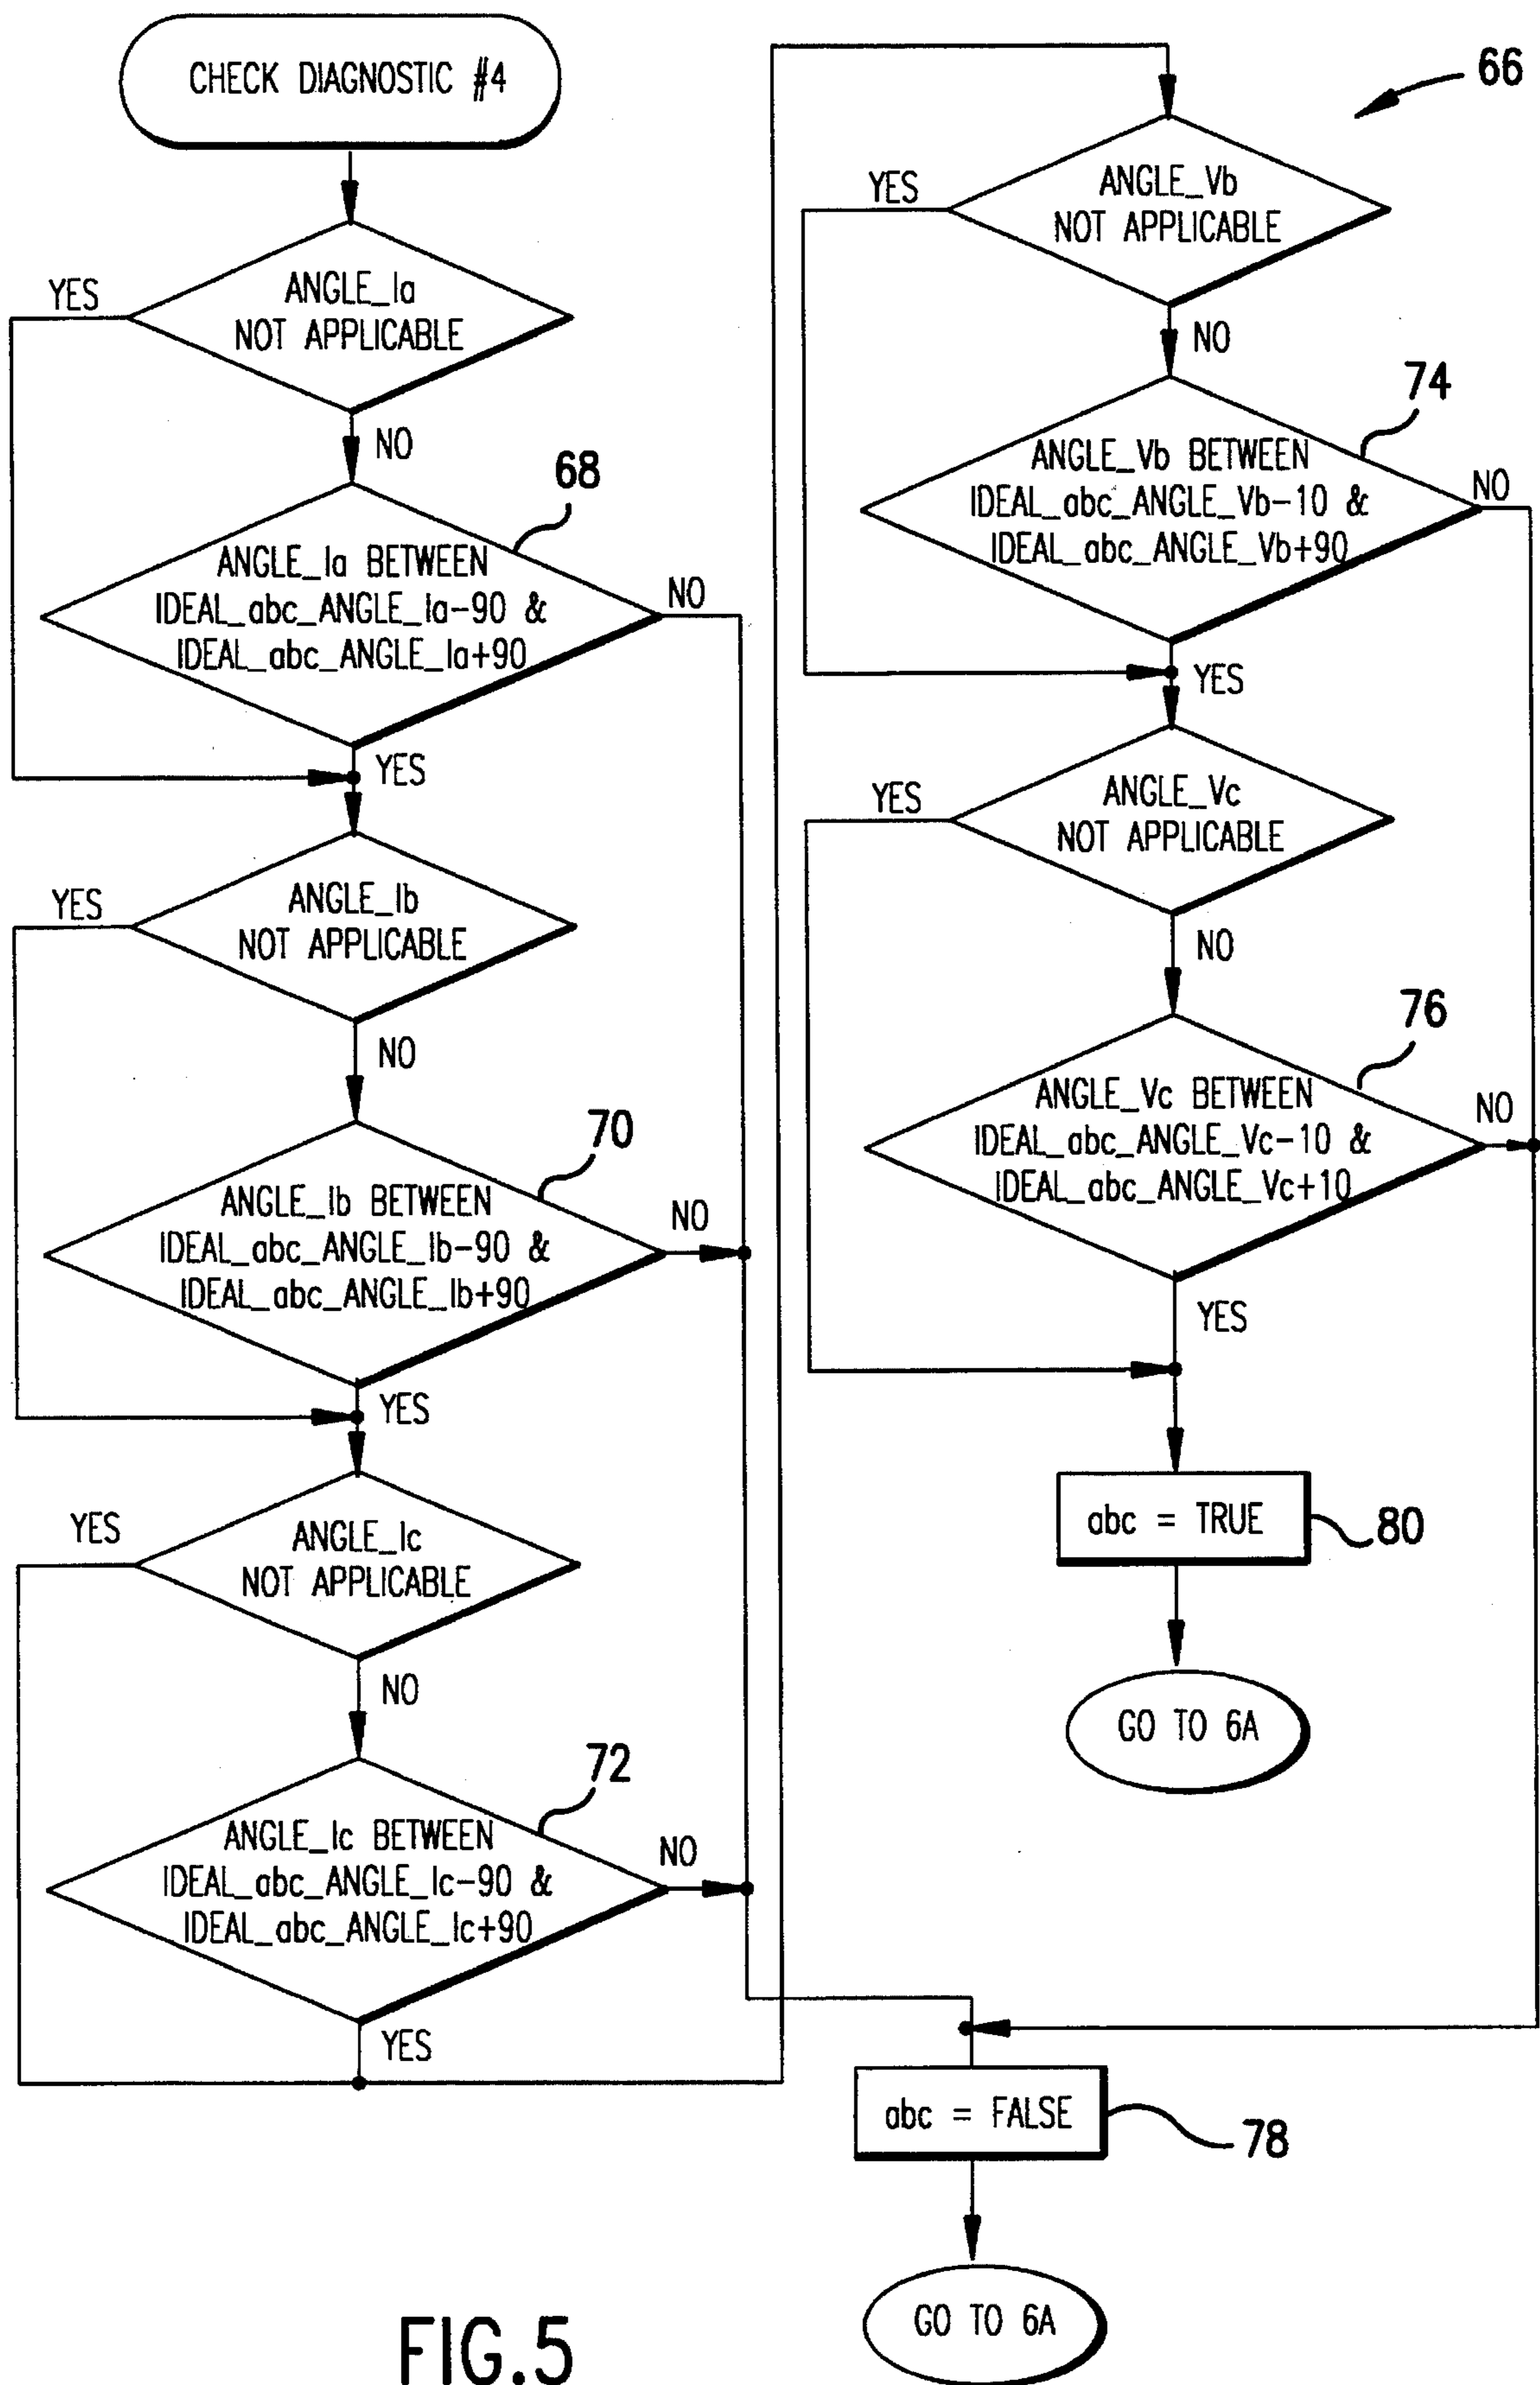 CHECK DIAGNOSTIC #4
YES
ANGLE_Ia
NOT APPLICABLE
NO
68
ANGLE_Ia BETWEEN
IDEAL_abc_ANGLE_Ia-90 &
IDEAL_abc_ANGLE_Ia+90
NO
YES
YES
ANGLE_Ib
NOT APPLICABLE
NO
70
ANGLE_Ib BETWEEN
IDEAL_abc_ANGLE_Ib-90 &
IDEAL_abc_ANGLE_Ib+90
NO
YES
YES
ANGLE_Ic
NOT APPLICABLE
NO
72
ANGLE_Ic BETWEEN
IDEAL_abc_ANGLE_Ic-90 &
IDEAL_abc_ANGLE_Ic+90
NO
YES
66
YES
ANGLE_Vb
NOT APPLICABLE
NO
74
ANGLE_Vb BETWEEN
IDEAL_abc_ANGLE_Vb-10 &
IDEAL_abc_ANGLE_Vb+90
NO
YES
YES
ANGLE_Vc
NOT APPLICABLE
NO
76
ANGLE_Vc BETWEEN
IDEAL_abc_ANGLE_Vc-10 &
IDEAL_abc_ANGLE_Vc+10
NO
YES
abc = TRUE
80
GO TO 6A
abc = FALSE
78
GO TO 6A
FIG.5